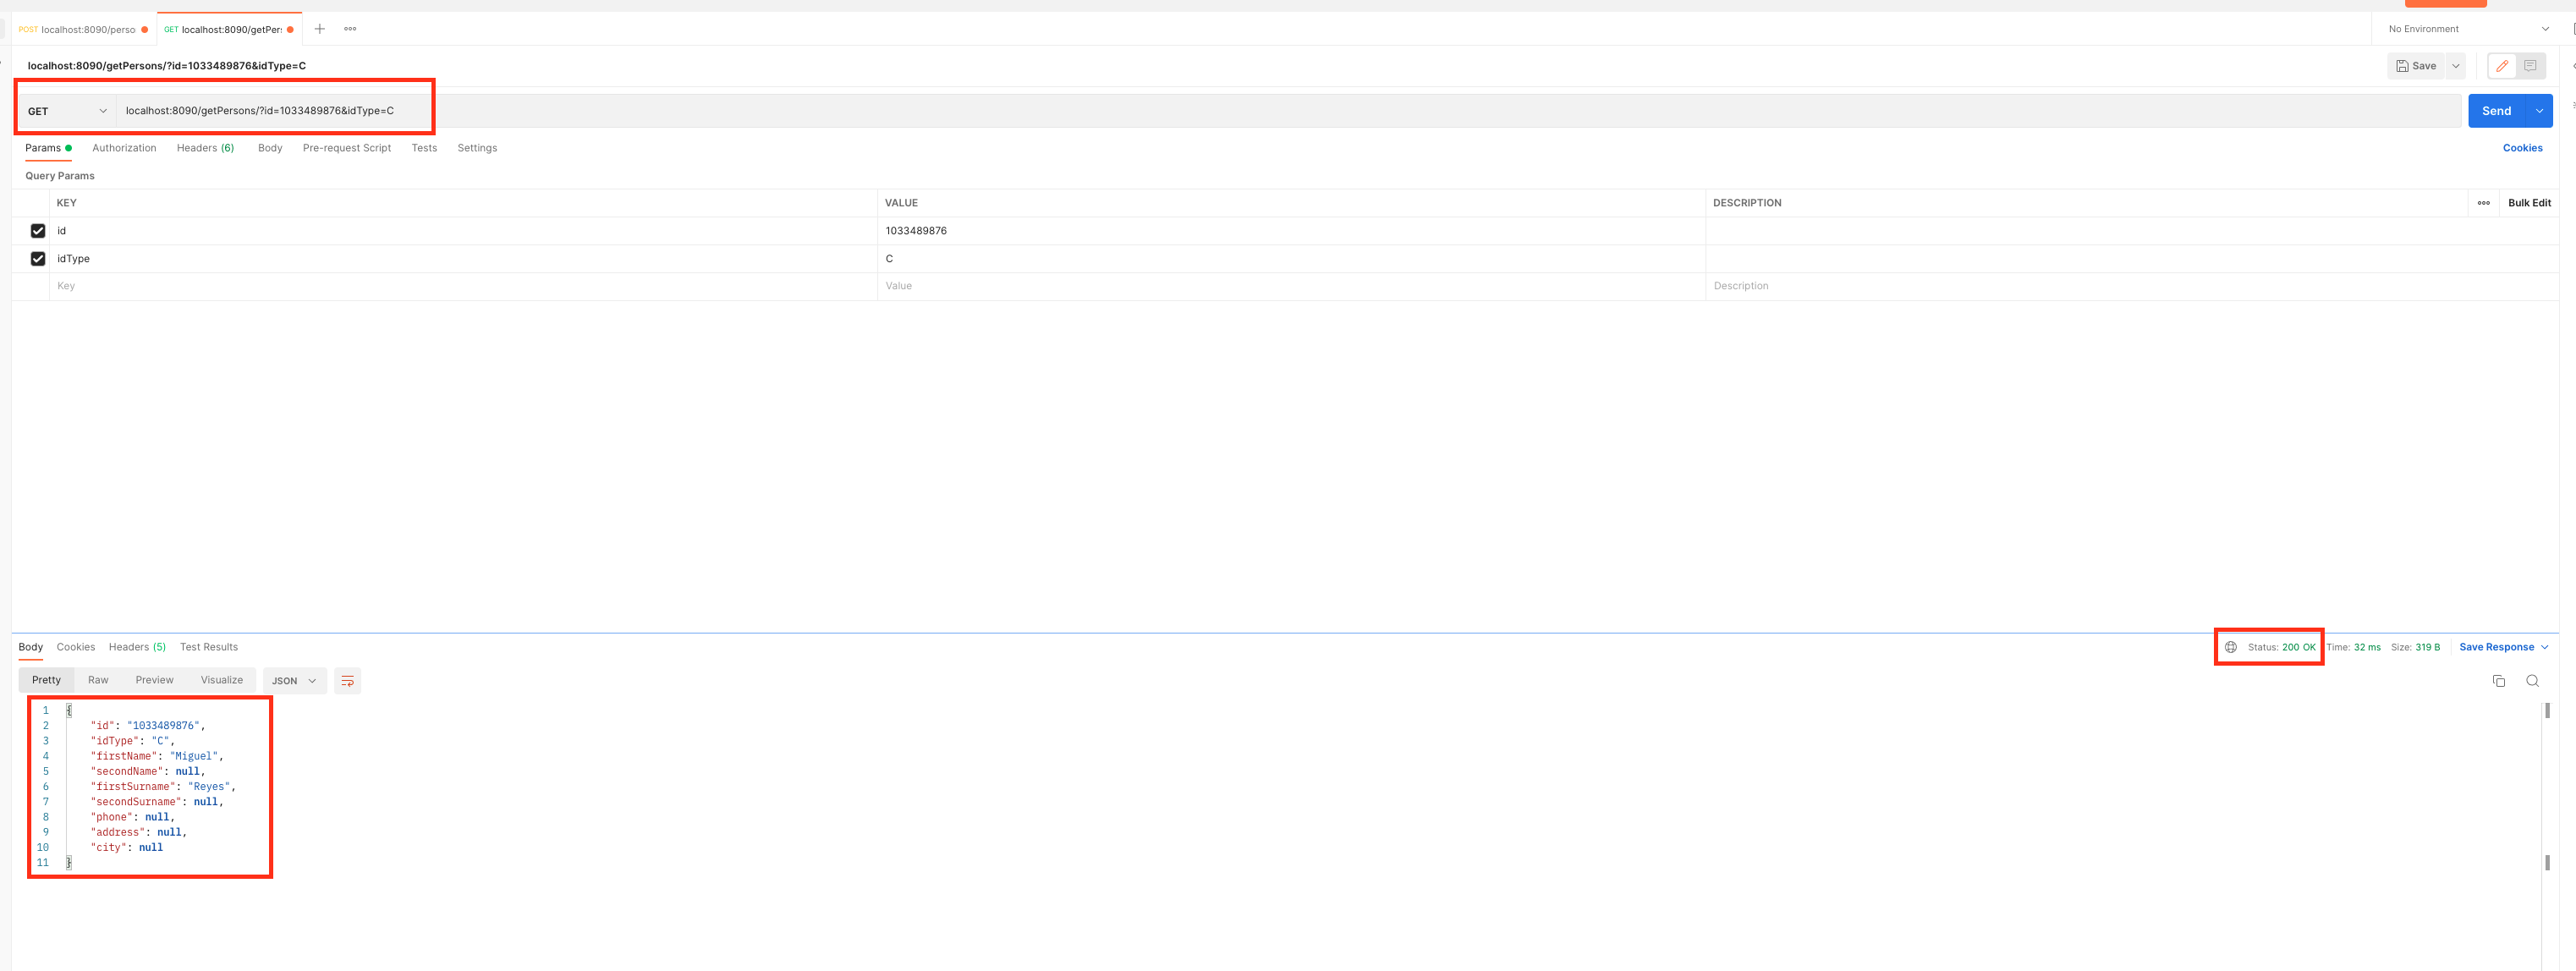 POST localhost:8090/perso
GET localhost:8090/getPer
No Environment
localhost:8090/getPersons/?id=1033489876&idType=C
Save
GET localhost:8090/getPersons/?id=1033489876&idType=C
Send
Params Authorization Headers (6) Body Pre-request Script Tests Settings Cookies
Query Params
KEY VALUE DESCRIPTION Bulk Edit
id 1033489876
idType C
Key Value Description
Body Cookies Headers (5) Test Results Status: 200 OK Time: 32 ms Size: 319 B Save Response
Pretty Raw Preview Visualize JSON
1 {
2 "id": "1033489876",
3 "idType": "C",
4 "firstName": "Miguel",
5 "secondName": null,
6 "firstSurname": "Reyes",
7 "secondSurname": null,
8 "phone": null,
9 "address": null,
10 "city": null
11 }